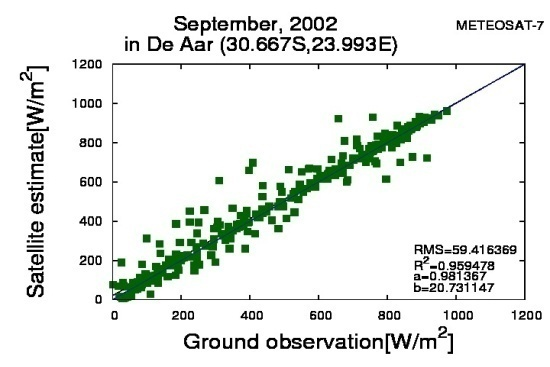 September, 2002
in De Aar (30.667S,23.993E)
METEOSAT-7
Satellite estimate[W/m²]
1200
1000
800
600
400
200
0
RMS=59.416369
R²=0.959478
a=0.981367
b=20.731147
0 200 400 600 800 1000 1200
Ground observation[W/m²]